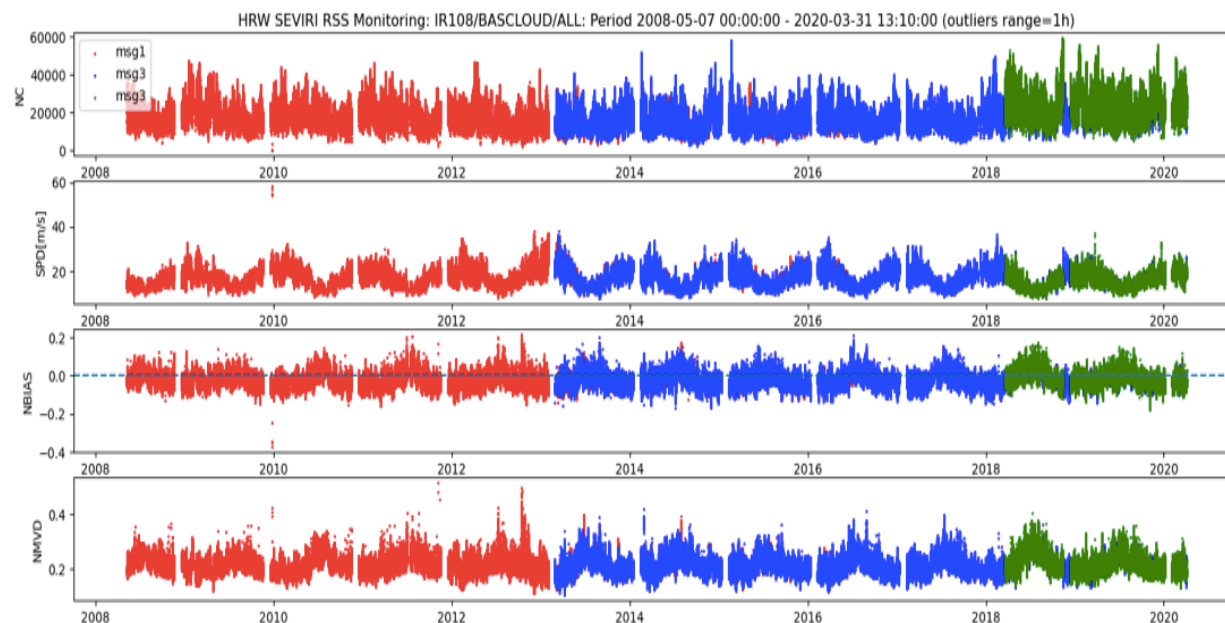 HRW SEVIRI RSS Monitoring: IR108/BASCLOUD/ALL: Period 2008-05-07 00:00:00 - 2020-03-31 13:10:00 (outliers range=1h)
60000
40000
20000
0
NC
msg1
msg3
msg3
2008 2010 2012 2014 2016 2018 2020
60
40
20
SPD[m/s]
2008 2010 2012 2014 2016 2018 2020
0.2
0.0
−0.2
−0.4
NBIAS
2008 2010 2012 2014 2016 2018 2020
0.4
0.2
NMVD
2008 2010 2012 2014 2016 2018 2020